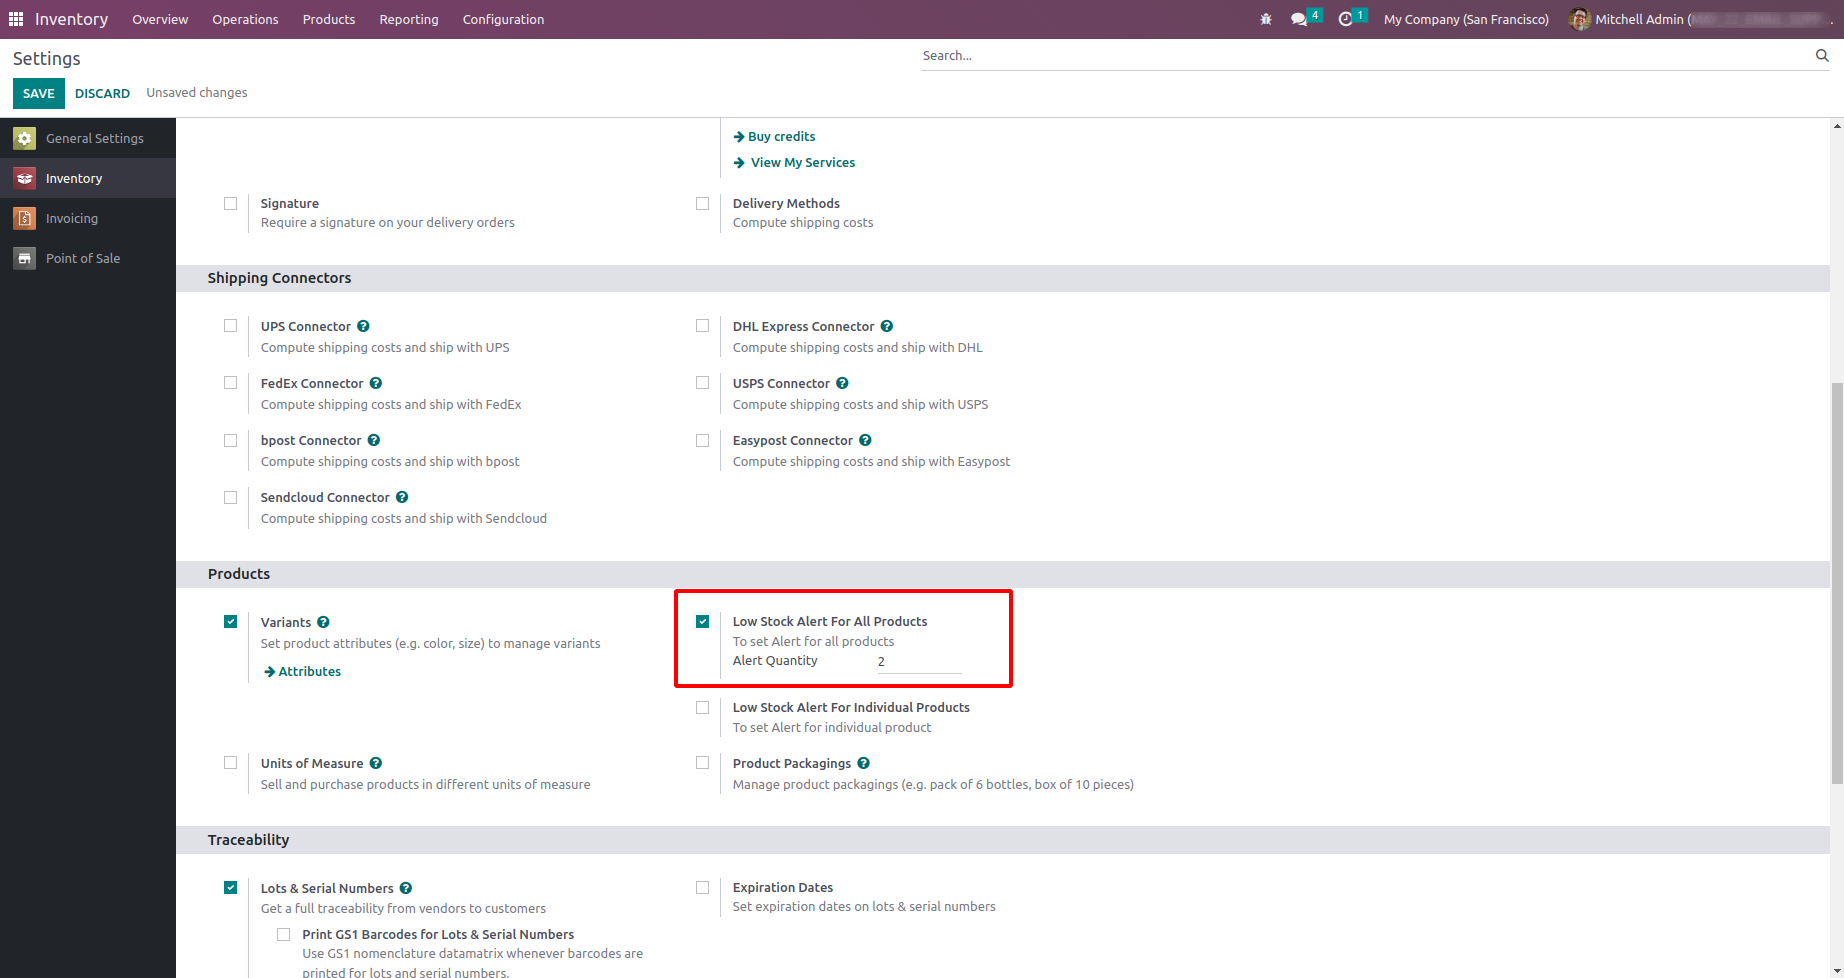 Inventory Overview Operations Products Reporting Configuration 4 1 My Company (San Francisco) Mitchell Admin (
Settings Search...
SAVE DISCARD Unsaved changes
General Settings
Inventory
Invoicing
Point of Sale
Buy credits
View My Services
Signature
Require a signature on your delivery orders
Delivery Methods
Compute shipping costs
Shipping Connectors
UPS Connector ?
Compute shipping costs and ship with UPS
DHL Express Connector ?
Compute shipping costs and ship with DHL
FedEx Connector ?
Compute shipping costs and ship with FedEx
USPS Connector ?
Compute shipping costs and ship with USPS
bpost Connector ?
Compute shipping costs and ship with bpost
Easypost Connector ?
Compute shipping costs and ship with Easypost
Sendcloud Connector ?
Compute shipping costs and ship with Sendcloud
Products
Variants ?
Set product attributes (e.g. color, size) to manage variants
Attributes
Low Stock Alert For All Products
To set Alert for all products
Alert Quantity 2
Low Stock Alert For Individual Products
To set Alert for individual product
Units of Measure ?
Sell and purchase products in different units of measure
Product Packagings ?
Manage product packagings (e.g. pack of 6 bottles, box of 10 pieces)
Traceability
Lots & Serial Numbers ?
Get a full traceability from vendors to customers
Print GS1 Barcodes for Lots & Serial Numbers
Use GS1 nomenclature datamatrix whenever barcodes are
printed for lots and serial numbers.
Expiration Dates
Set expiration dates on lots & serial numbers